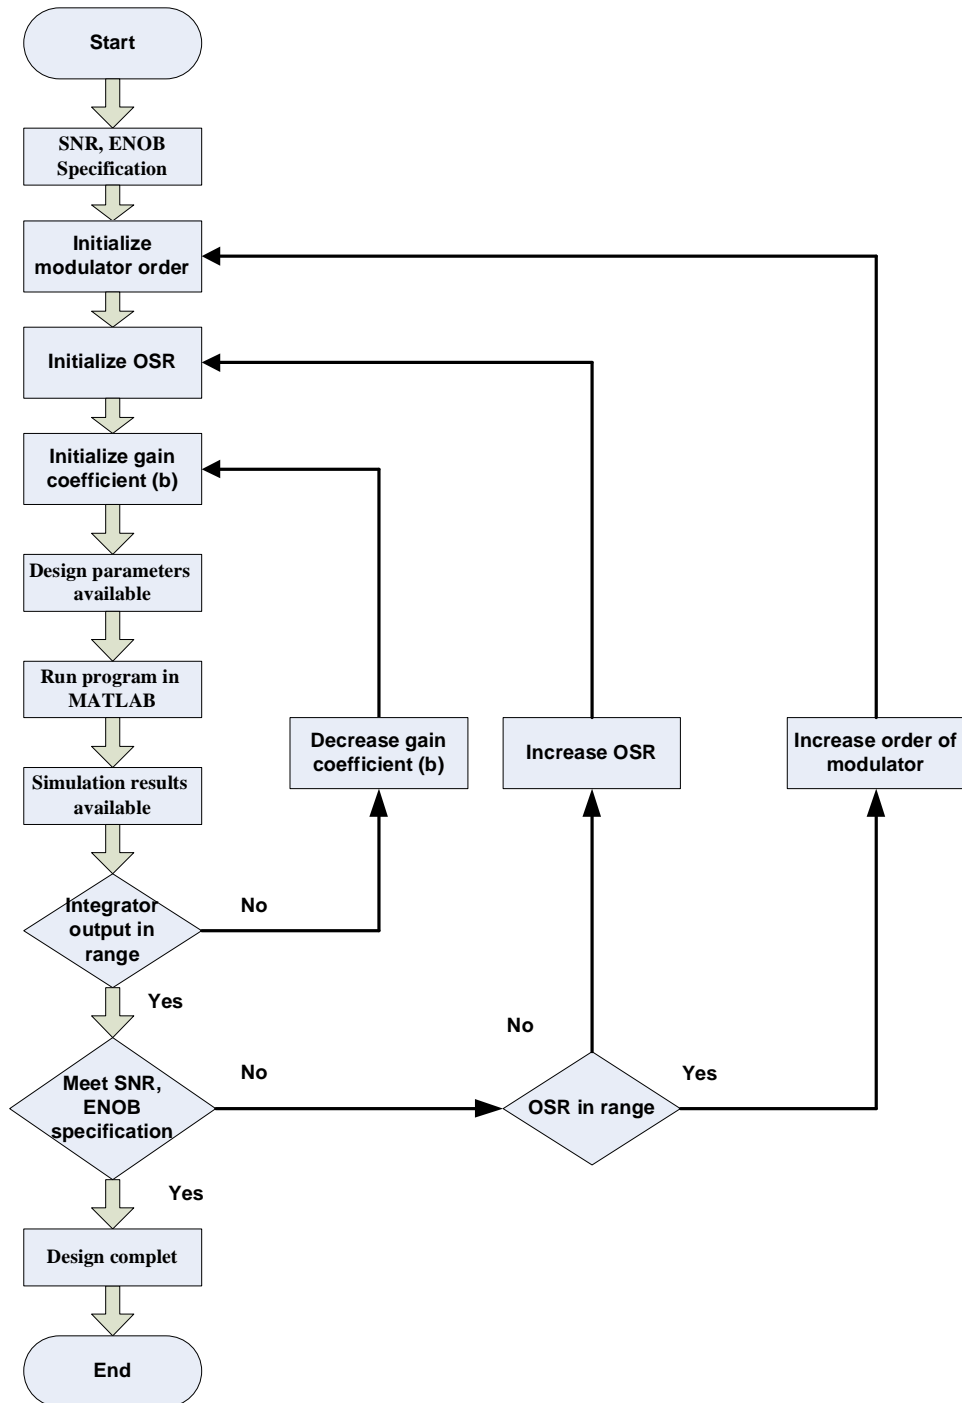 Start
SNR, ENOB
Specification
Initialize
modulator order
Initialize OSR
Initialize gain
coefficient (b)
Design parameters
available
Run program in
MATLAB
Simulation results
available
Decrease gain
coefficient (b)
Increase OSR
Increase order of
modulator
Integrator
output in
range
No
Yes
Meet SNR,
ENOB
specification
No
No
OSR in range
Yes
Yes
Design complet
End